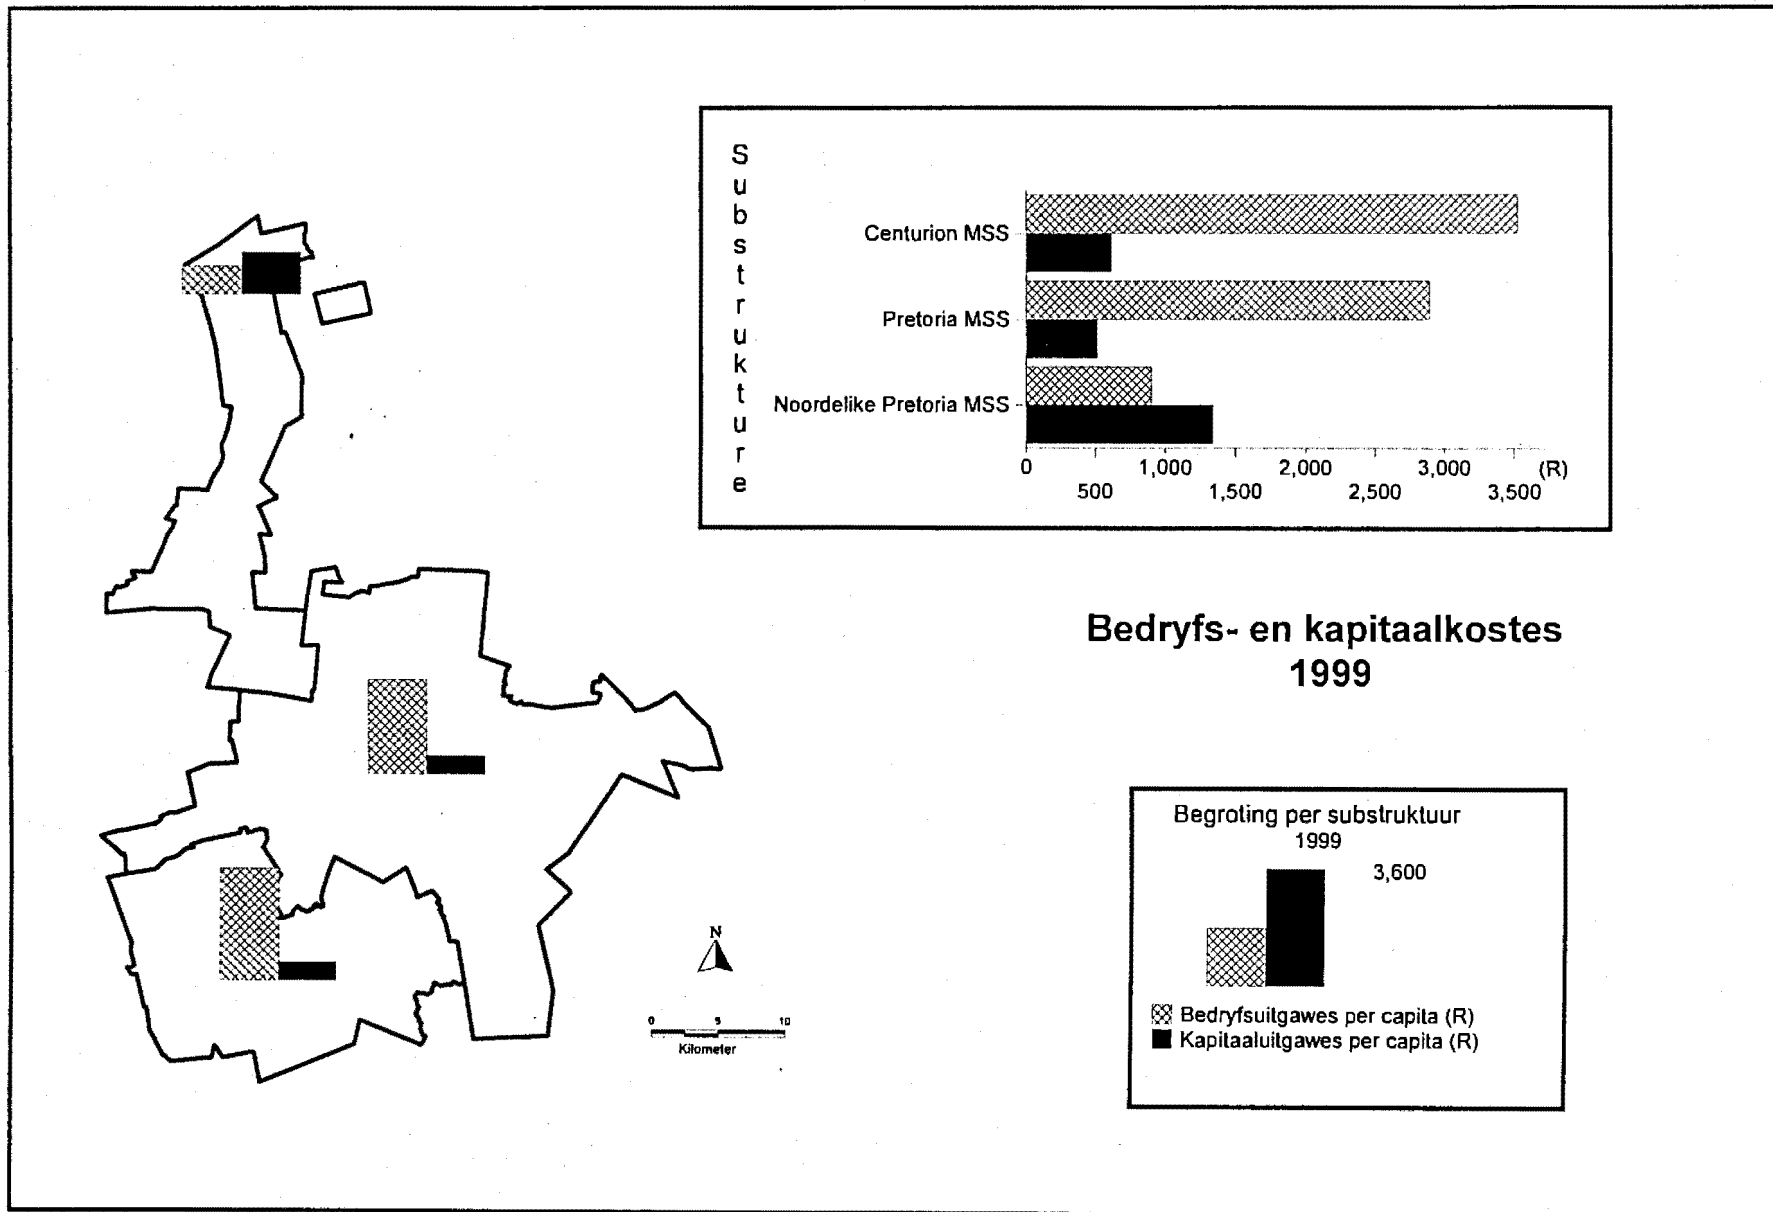 Substrukture
Centurion MSS
Pretoria MSS
Noordelike Pretoria MSS
0 1,000 2,000 3,000 (R)
500 1,500 2,500 3,500
Bedryfs- en kapitaalkostes
1999
Begroting per substruktuur
1999
3,600
Bedryfsuitgawes per capita (R)
Kapitaaluitgawes per capita (R)
N
0 5 10
Kilometer